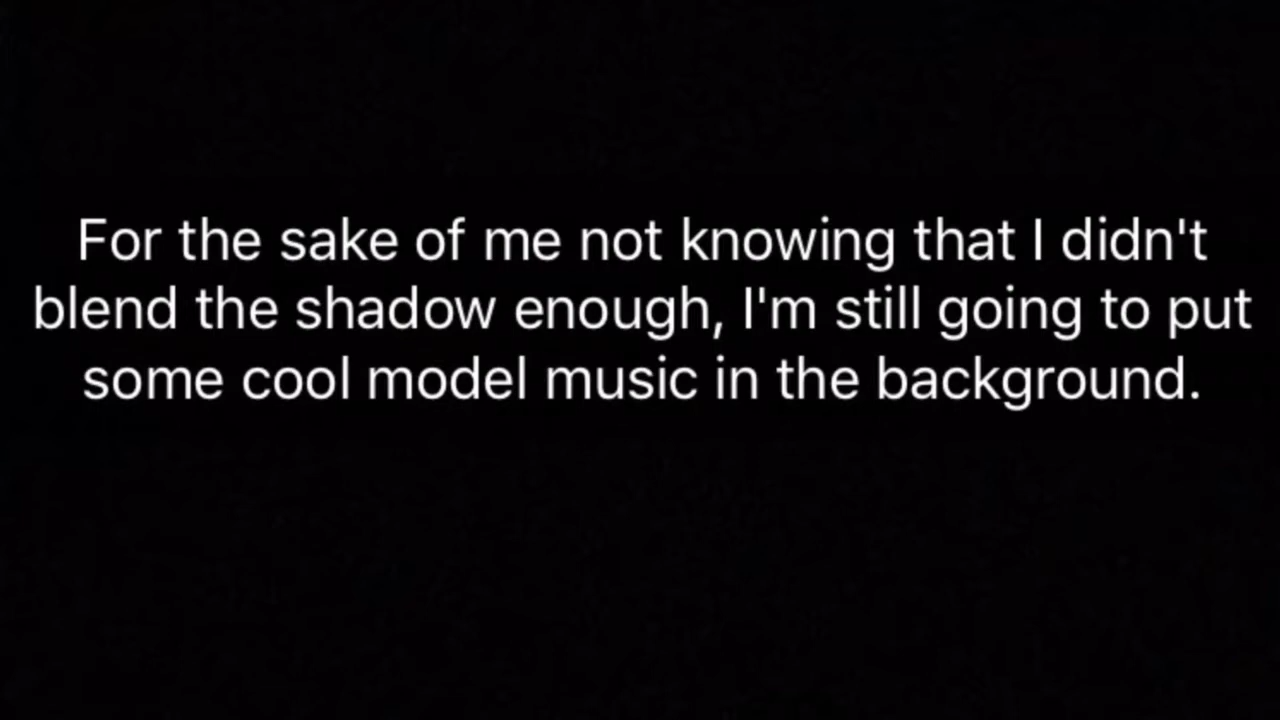 For the sake of me not knowing that I didn't
blend the shadow enough, I'm still going to put
some cool model music in the background.